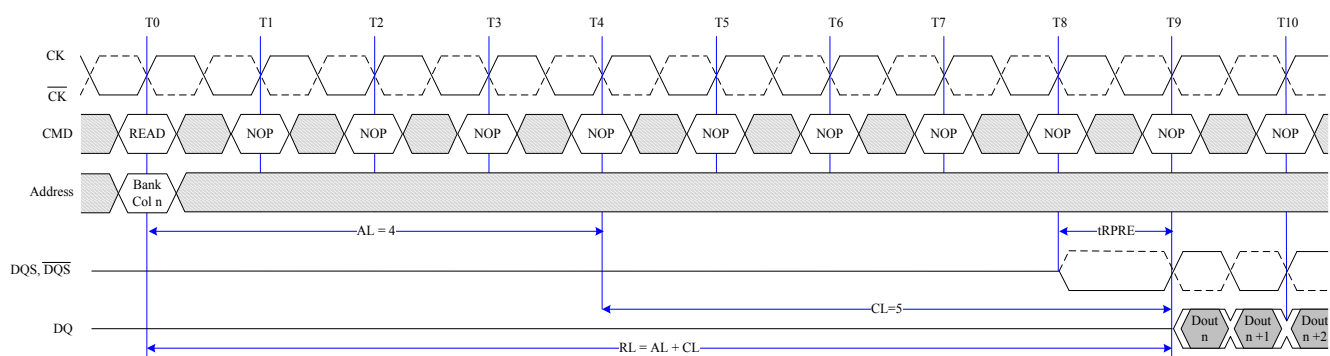 T0 T1 T2 T3 T4 T5 T6 T7 T8 T9 T10
CK
CK
CMD READ NOP NOP NOP NOP NOP NOP NOP NOP NOP NOP
Address Bank
Col n
AL = 4 tRPRE
DQS, DQS
CL=5
DQ Dout Dout Dout
n n +1 n +2
RL = AL + CL